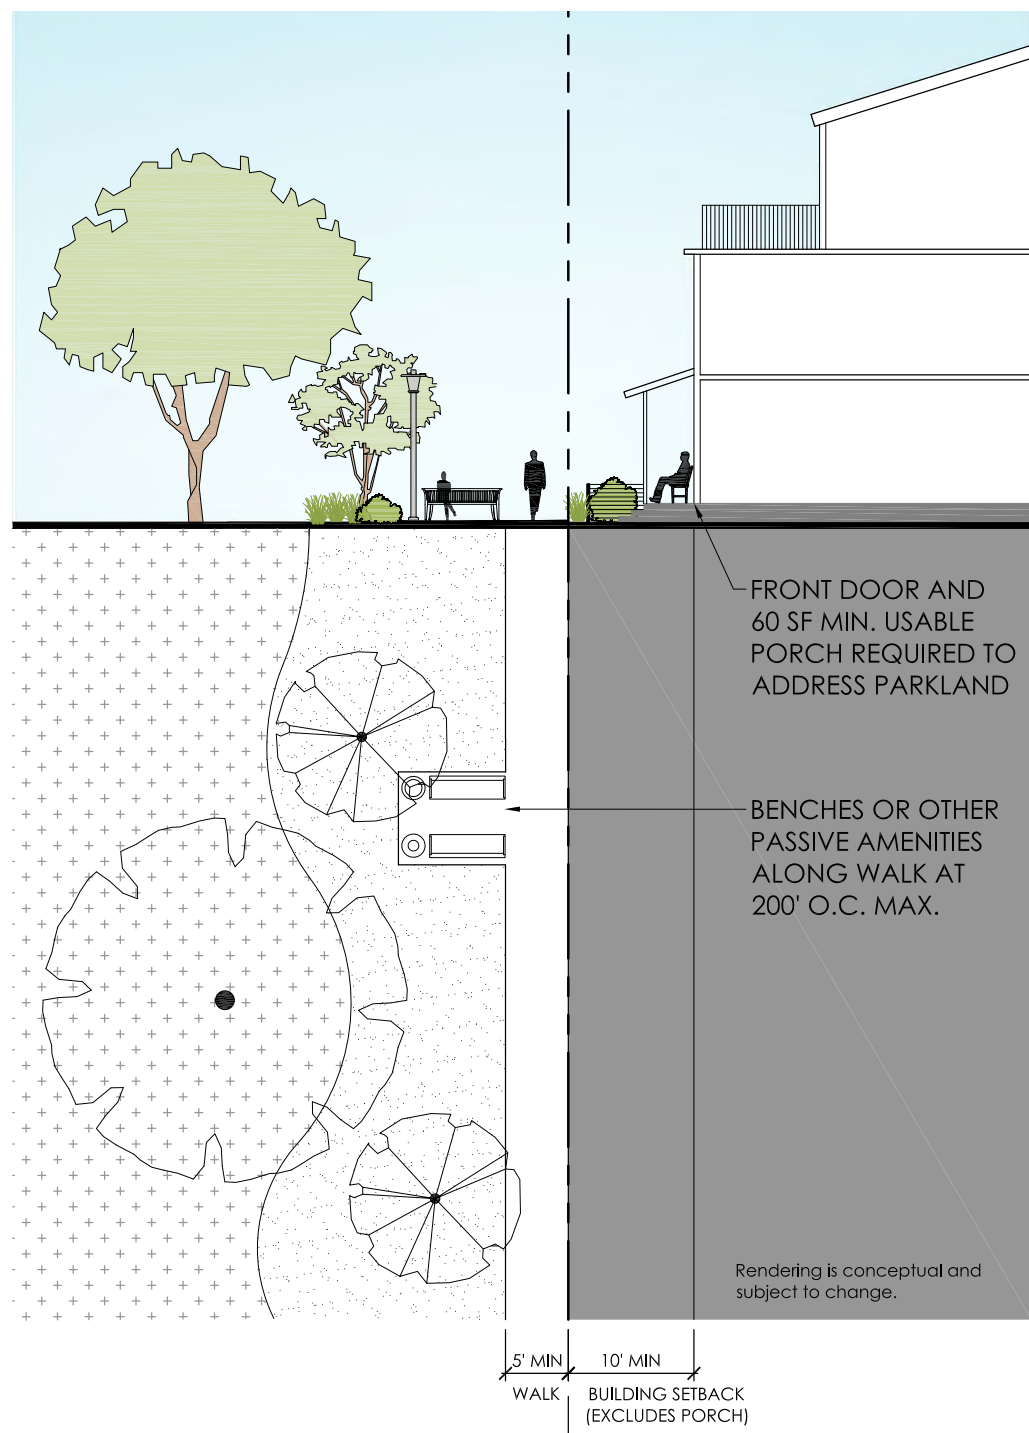 FRONT DOOR AND
60 SF MIN. USABLE
PORCH REQUIRED TO
ADDRESS PARKLAND
BENCHES OR OTHER
PASSIVE AMENITIES
ALONG WALK AT
200' O.C. MAX.
Rendering is conceptual and
subject to change.
5' MIN
10' MIN
WALK
BUILDING SETBACK
(EXCLUDES PORCH)